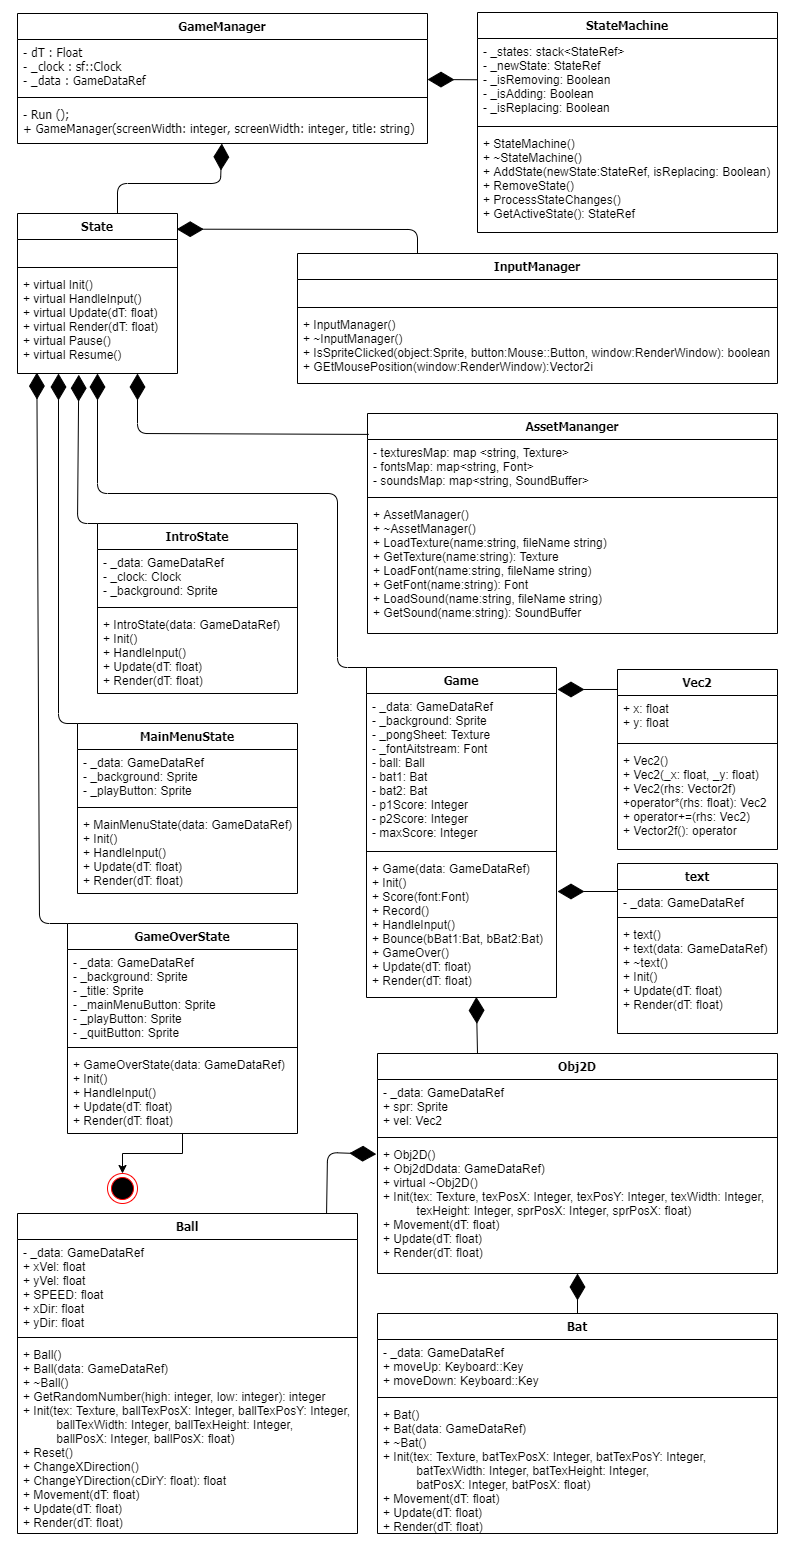 GameManager
- dT : Float
- _clock : sf::Clock
- _data : GameDataRef
- Run ();
+ GameManager(screenWidth: integer, screenWidth: integer, title: string)
StateMachine
- _states: stack<StateRef>
- _newState: StateRef
- _isRemoving: Boolean
- _isAdding: Boolean
- _isReplacing: Boolean
+ StateMachine()
+ ~StateMachine()
+ AddState(newState:StateRef, isReplacing: Boolean)
+ RemoveState()
+ ProcessStateChanges()
+ GetActiveState(): StateRef
State
+ virtual Init()
+ virtual HandleInput()
+ virtual Update(dT: float)
+ virtual Render(dT: float)
+ virtual Pause()
+ virtual Resume()
InputManager
+ InputManager()
+ ~InputManager()
+ IsSpriteClicked(object:Sprite, button:Mouse::Button, window:RenderWindow): boolean
+ GEtMousePosition(window:RenderWindow):Vector2i
AssetMananger
- texturesMap: map <string, Texture>
- fontsMap: map<string, Font>
- soundsMap: map<string, SoundBuffer>
+ AssetManager()
+ ~AssetManager()
+ LoadTexture(name:string, fileName string)
+ GetTexture(name:string): Texture
+ LoadFont(name:string, fileName string)
+ GetFont(name:string): Font
+ LoadSound(name:string, fileName string)
+ GetSound(name:string): SoundBuffer
IntroState
- _data: GameDataRef
- _clock: Clock
- _background: Sprite
+ IntroState(data: GameDataRef)
+ Init()
+ HandleInput()
+ Update(dT: float)
+ Render(dT: float)
MainMenuState
- _data: GameDataRef
- _background: Sprite
- _playButton: Sprite
+ MainMenuState(data: GameDataRef)
+ Init()
+ HandleInput()
+ Update(dT: float)
+ Render(dT: float)
GameOverState
- _data: GameDataRef
- _background: Sprite
- _title: Sprite
- _mainMenuButton: Sprite
- _playButton: Sprite
- _quitButton: Sprite
+ GameOverState(data: GameDataRef)
+ Init()
+ HandleInput()
+ Update(dT: float)
+ Render(dT: float)
Game
- _data: GameDataRef
- _background: Sprite
- _pongSheet: Texture
- _fontAitstream: Font
- ball: Ball
- bat1: Bat
- bat2: Bat
- p1Score: Integer
- p2Score: Integer
- maxScore: Integer
+ Game(data: GameDataRef)
+ Init()
+ Score(font:Font)
+ Record()
+ HandleInput()
+ Bounce(bBat1:Bat, bBat2:Bat)
+ GameOver()
+ Update(dT: float)
+ Render(dT: float)
Vec2
+ x: float
+ y: float
+ Vec2()
+ Vec2(_x: float, _y: float)
+ Vec2(rhs: Vector2f)
+operator*(rhs: float): Vec2
+ operator+=(rhs: Vec2)
+ Vector2f(): operator
text
- _data: GameDataRef
+ text()
+ text(data: GameDataRef)
+ ~text()
+ Init()
+ Update(dT: float)
+ Render(dT: float)
Obj2D
- _data: GameDataRef
+ spr: Sprite
+ vel: Vec2
+ Obj2D()
+ Obj2dDdata: GameDataRef)
+ virtual ~Obj2D()
+ Init(tex: Texture, texPosX: Integer, texPosY: Integer, texWidth: Integer,
texHeight: Integer, sprPosX: Integer, sprPosX: float)
+ Movement(dT: float)
+ Update(dT: float)
+ Render(dT: float)
Ball
- _data: GameDataRef
+ xVel: float
+ yVel: float
+ SPEED: float
+ xDir: float
+ yDir: float
+ Ball()
+ Ball(data: GameDataRef)
+ ~Ball()
+ GetRandomNumber(high: integer, low: integer): integer
+ Init(tex: Texture, ballTexPosX: Integer, ballTexPosY: Integer,
ballTexWidth: Integer, ballTexHeight: Integer,
ballPosX: Integer, ballPosX: float)
+ Reset()
+ ChangeXDirection()
+ ChangeYDirection(cDirY: float): float
+ Movement(dT: float)
+ Update(dT: float)
+ Render(dT: float)
Bat
- _data: GameDataRef
+ moveUp: Keyboard::Key
+ moveDown: Keyboard::Key
+ Bat()
+ Bat(data: GameDataRef)
+ ~Bat()
+ Init(tex: Texture, batTexPosX: Integer, batTexPosY: Integer,
batTexWidth: Integer, batTexHeight: Integer,
batPosX: Integer, batPosX: float)
+ Movement(dT: float)
+ Update(dT: float)
+ Render(dT: float)